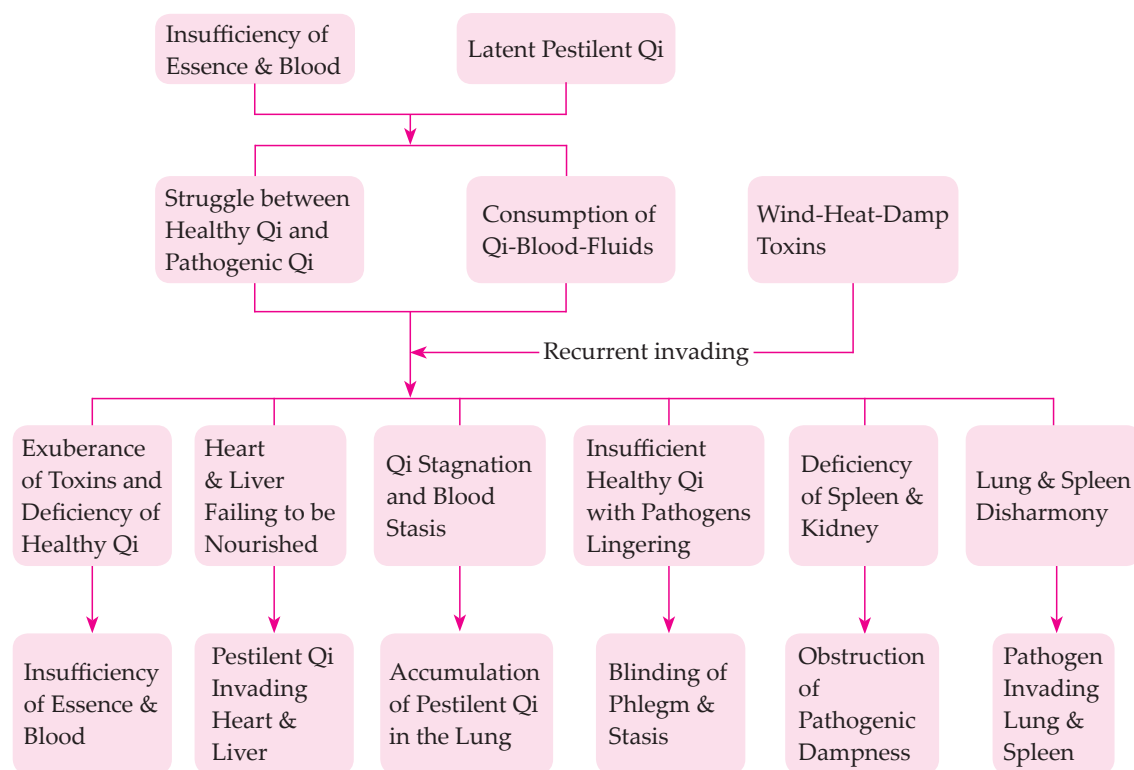 Insufficiency of
Essence & Blood
Latent Pestilent Qi
Struggle between
Healthy Qi and
Pathogenic Qi
Consumption of
Qi-Blood-Fluids
Wind-Heat-Damp
Toxins
Recurrent invading
Exuberance
of Toxins and
Deficiency of
Healthy Qi
Heart
& Liver
Failing to be
Nourished
Qi Stagnation
and Blood
Stasis
Insufficient
Healthy Qi
with Pathogens
Lingering
Deficiency
of Spleen &
Kidney
Lung & Spleen
Disharmony
Insufficiency
of Essence &
Blood
Pestilent Qi
Invading
Heart &
Liver
Accumulation
of Pestilent Qi
in the Lung
Blinding of
Phlegm &
Stasis
Obstruction
of
Pathogenic
Dampness
Pathogen
Invading
Lung &
Spleen